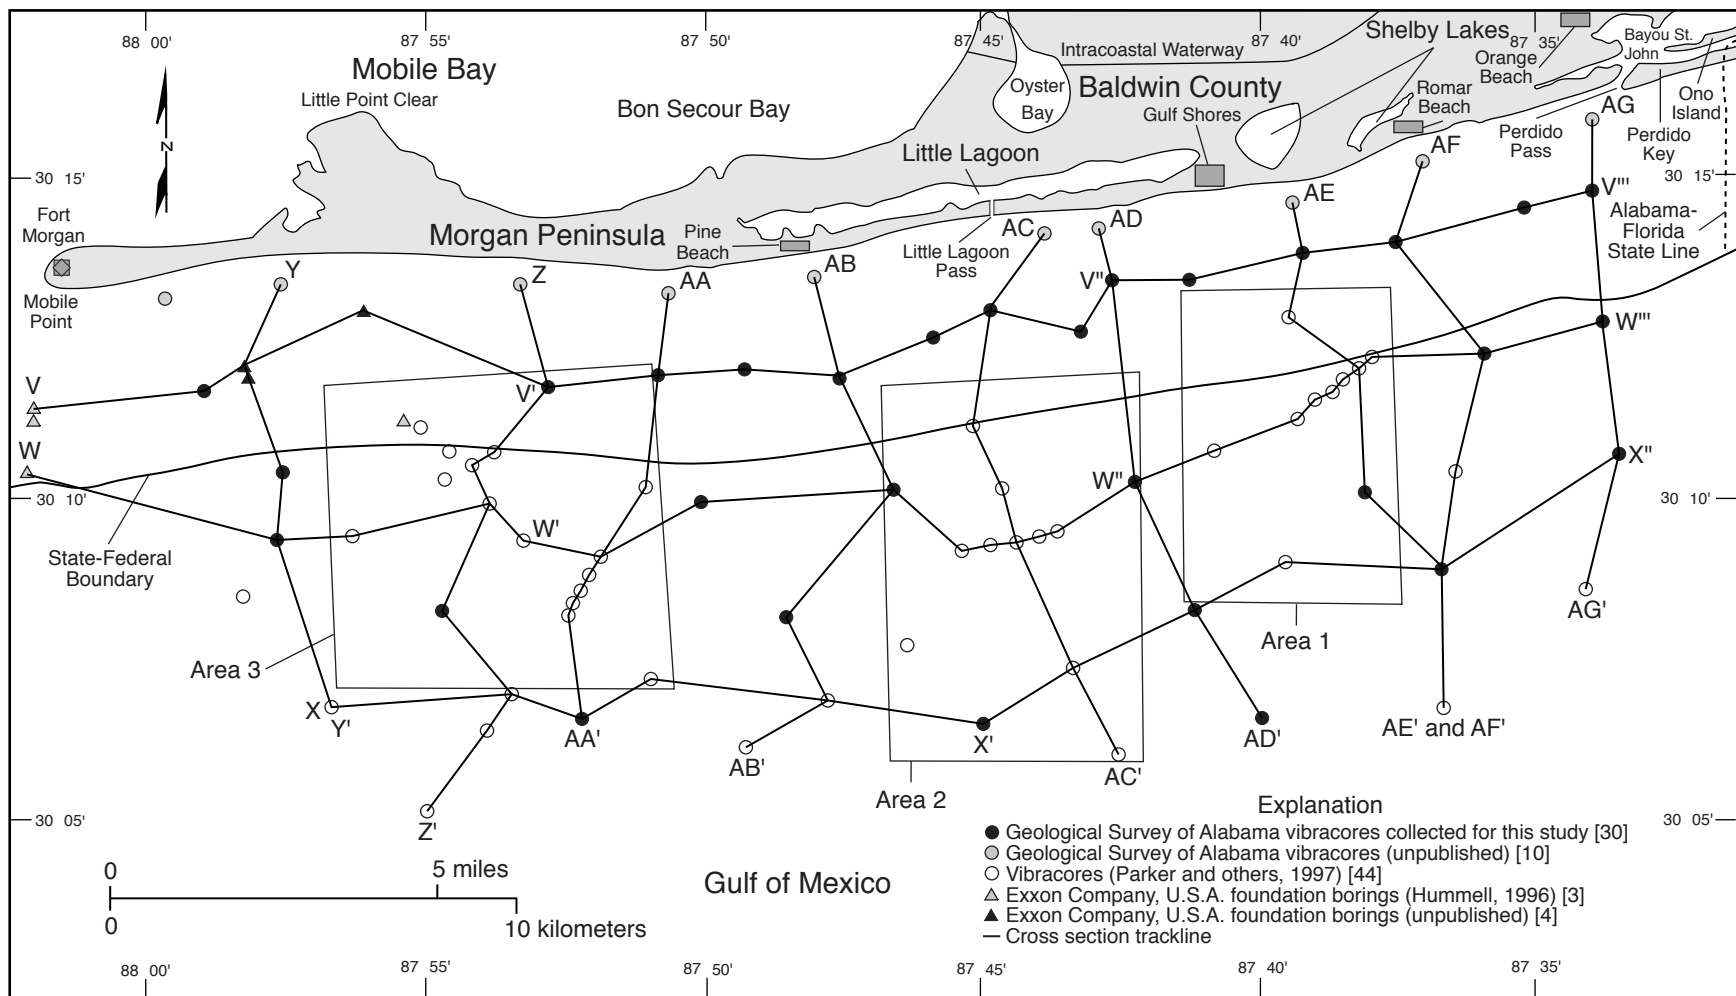 88 00'
87 55'
87 50'
87 45'
87 40'
87 35'
Mobile Bay
Little Point Clear
Bon Secour Bay
Intracoastal Waterway
Shelby Lakes
Oyster
Bay
Baldwin County
Gulf Shores
Orange
Beach
Bayou St.
John
Romar
Beach
Ono
Island
Perdido
Pass
Perdido
Key
Little Lagoon
N
30 15'
30 15'
Fort
Morgan
Morgan Peninsula
Pine
Beach
Little Lagoon
Pass
Alabama-
Florida
State Line
Mobile
Point
Y
Z
AA
AB
AC
AD
AE
AF
AG
V
V'
V"
V'''
W
W'
W"
W'''
X"
30 10'
30 10'
State-Federal
Boundary
Area 3
Area 2
Area 1
X
Y'
Z'
AA'
AB'
X'
AC'
AD'
AE' and AF'
AG'
30 05'
30 05'
0
5 miles
0
10 kilometers
Gulf of Mexico
Explanation
Geological Survey of Alabama vibracores collected for this study [30]
Geological Survey of Alabama vibracores (unpublished) [10]
Vibracores (Parker and others, 1997) [44]
Exxon Company, U.S.A. foundation borings (Hummell, 1996) [3]
Exxon Company, U.S.A. foundation borings (unpublished) [4]
Cross section trackline
88 00'
87 55'
87 50'
87 45'
87 40'
87 35'